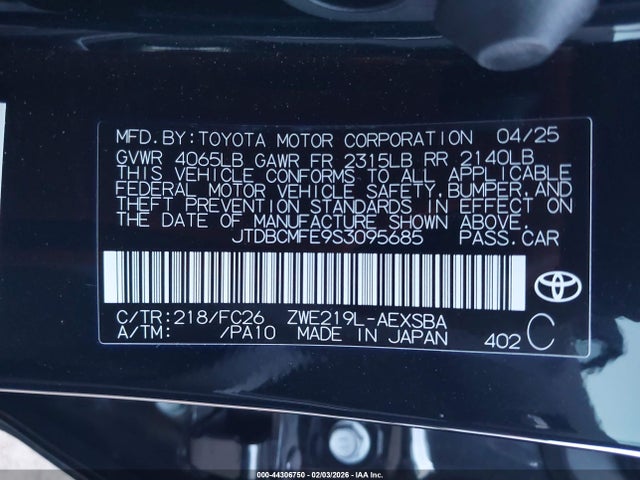 MFD.BY:TOYOTA MOTOR CORPORATION 04/25
GVWR 4065LB GAWR FR 2315LB RR 2140LB
THIS VEHICLE CONFORMS TO ALL APPLICABLE
FEDERAL MOTOR VEHICLE SAFETY,BUMPER,AND
THEFT PREVENTION STANDARDS IN EFFECT ON
THE DATE OF MANUFACTURE SHOWN ABOVE.
JTDBCMFE9S3095685 PASS.CAR
C/TR:218/FC26 ZWE219L-AEXSBA
A/TM: /PA10 MADE IN JAPAN 402 C
000-44306750 - 02/03/2026 - IAA Inc.